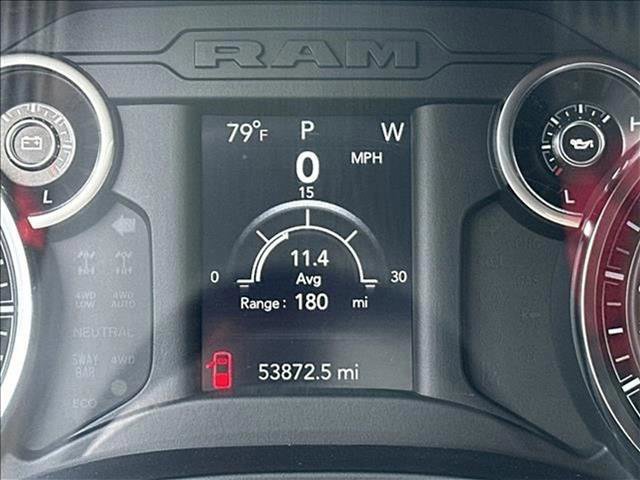 RAM
79°F P W
0 MPH
15
11.4
0 Avg 30
Range: 180 mi
53872.5 mi
L
L
H
4WD LOW 4WD AUTO
NEUTRAL
SWAY BAR 4WD
ECO